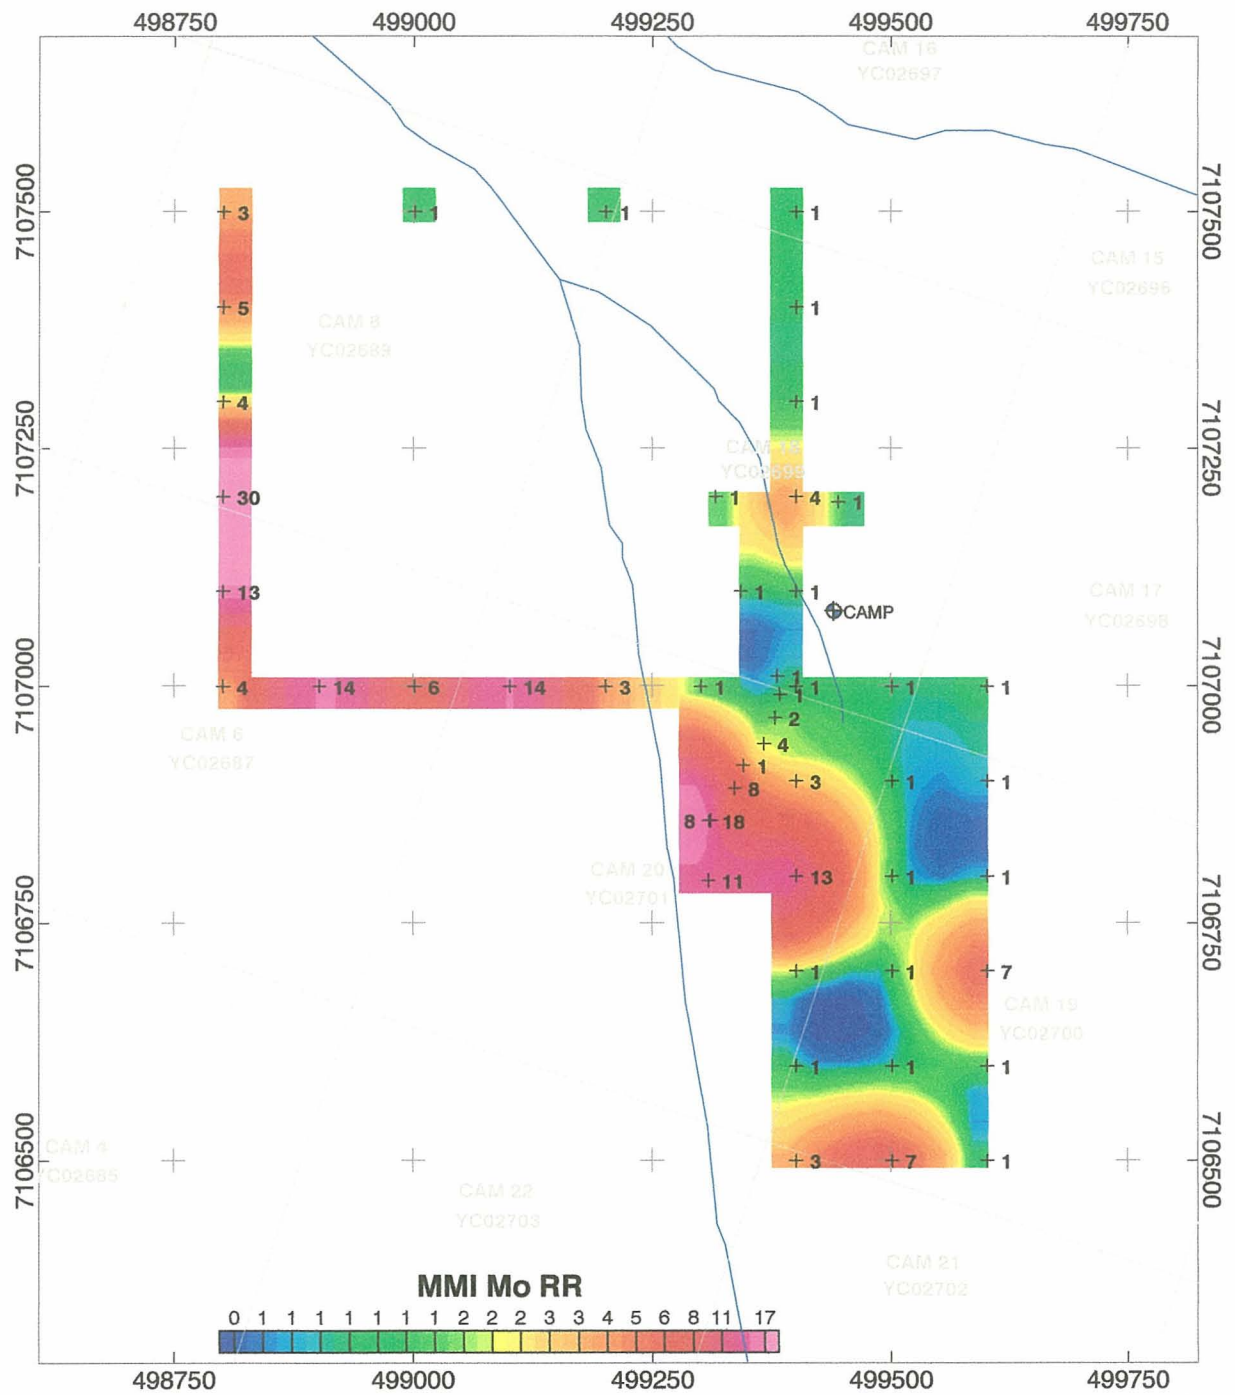 498750 499000 499250 499500 499750
CAM 16
YC02697
7107500 7107500
3 1 1 1
CAM 15
YC02696
5 1
CAM 8
YC02689
4 1
7107250 7107250
CAM 18
YC02699
30 1 4 1
13 1 1
CAM 17
YC02698
CAMP
7107000 7107000
1
4 14 6 14 3 1 1 1 1
1
2
CAM 6
YC02687
4
1 3 1 1
8
8 18
CAM 20
YC02701
11 13 1 1
7106750 7106750
1 1 7
CAM 19
YC02700
1 1 1
7106500 7106500
CAM 4
YC02685
3 7 1
CAM 22
YC02703
CAM 21
YC02702
MMI Mo RR
0 1 1 1 1 1 1 1 2 2 2 3 3 4 5 6 8 11 17
498750 499000 499250 499500 499750